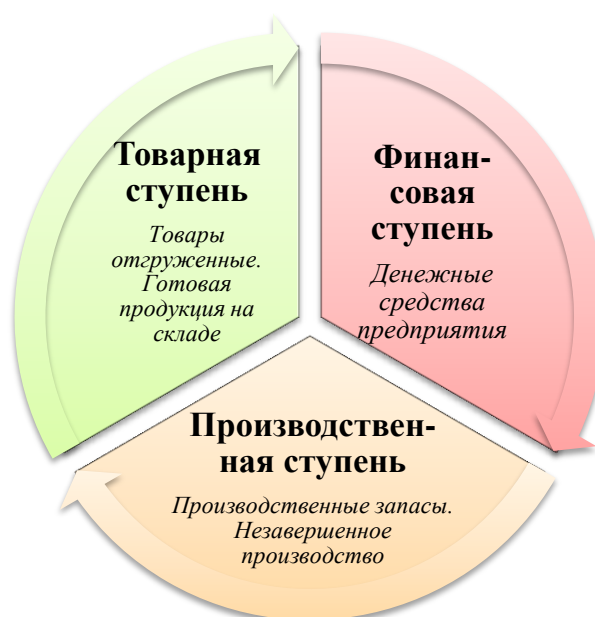 Товарная
ступень
Товары
отгруженные.
Готовая
продукция на
складе
Финан-
совая
ступень
Денежные
средства
предприятия
Производствен-
ная ступень
Производственные запасы.
Незавершенное
производство